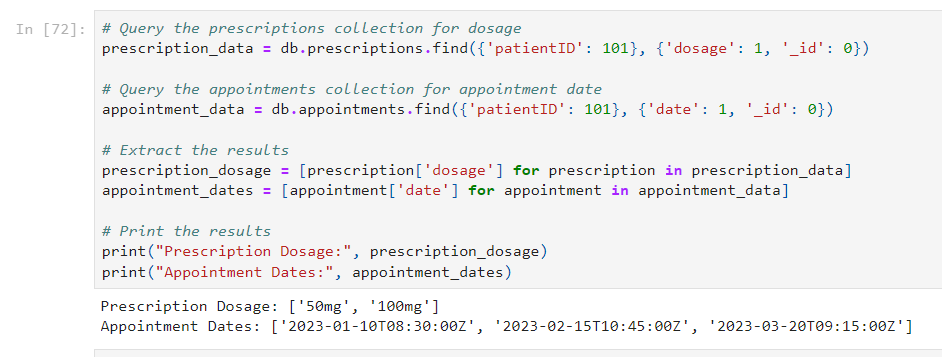 In [72]:
# Query the prescriptions collection for dosage
prescription_data = db.prescriptions.find({'patientID': 101}, {'dosage': 1, '_id': 0})
# Query the appointments collection for appointment date
appointment_data = db.appointments.find({'patientID': 101}, {'date': 1, '_id': 0})
# Extract the results
prescription_dosage = [prescription['dosage'] for prescription in prescription_data]
appointment_dates = [appointment['date'] for appointment in appointment_data]
# Print the results
print("Prescription Dosage:", prescription_dosage)
print("Appointment Dates:", appointment_dates)
Prescription Dosage: ['50mg', '100mg']
Appointment Dates: ['2023-01-10T08:30:00Z', '2023-02-15T10:45:00Z', '2023-03-20T09:15:00Z']